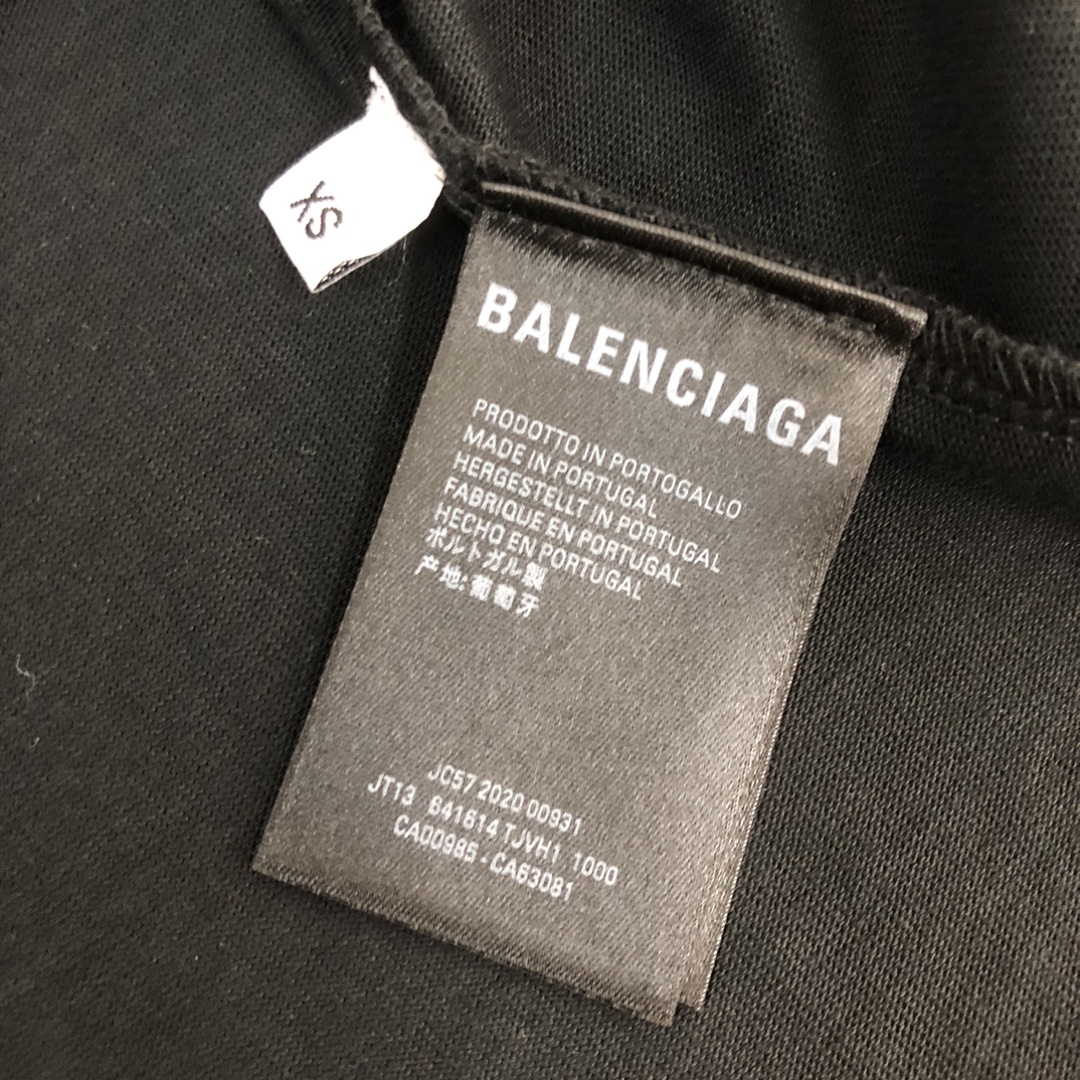 XS
BALENCIAGA
PRODOTTO IN PORTOGALLO
MADE IN PORTUGAL
HERGESTELLT IN PORTUGAL
FABRIQUE EN PORTUGAL
HECHO EN PORTUGAL
ポルトガル製
产地:葡萄牙
JC57 2020 00931
JT13 641614 TJVH1 1000
CA00985 - CA63081